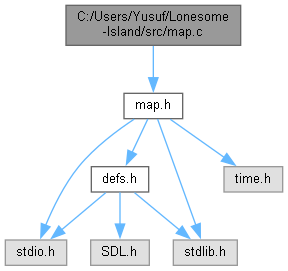 C:/Users/Yusuf/Lonesome
-Island/src/map.c
map.h
defs.h
time.h
stdio.h
SDL.h
stdlib.h